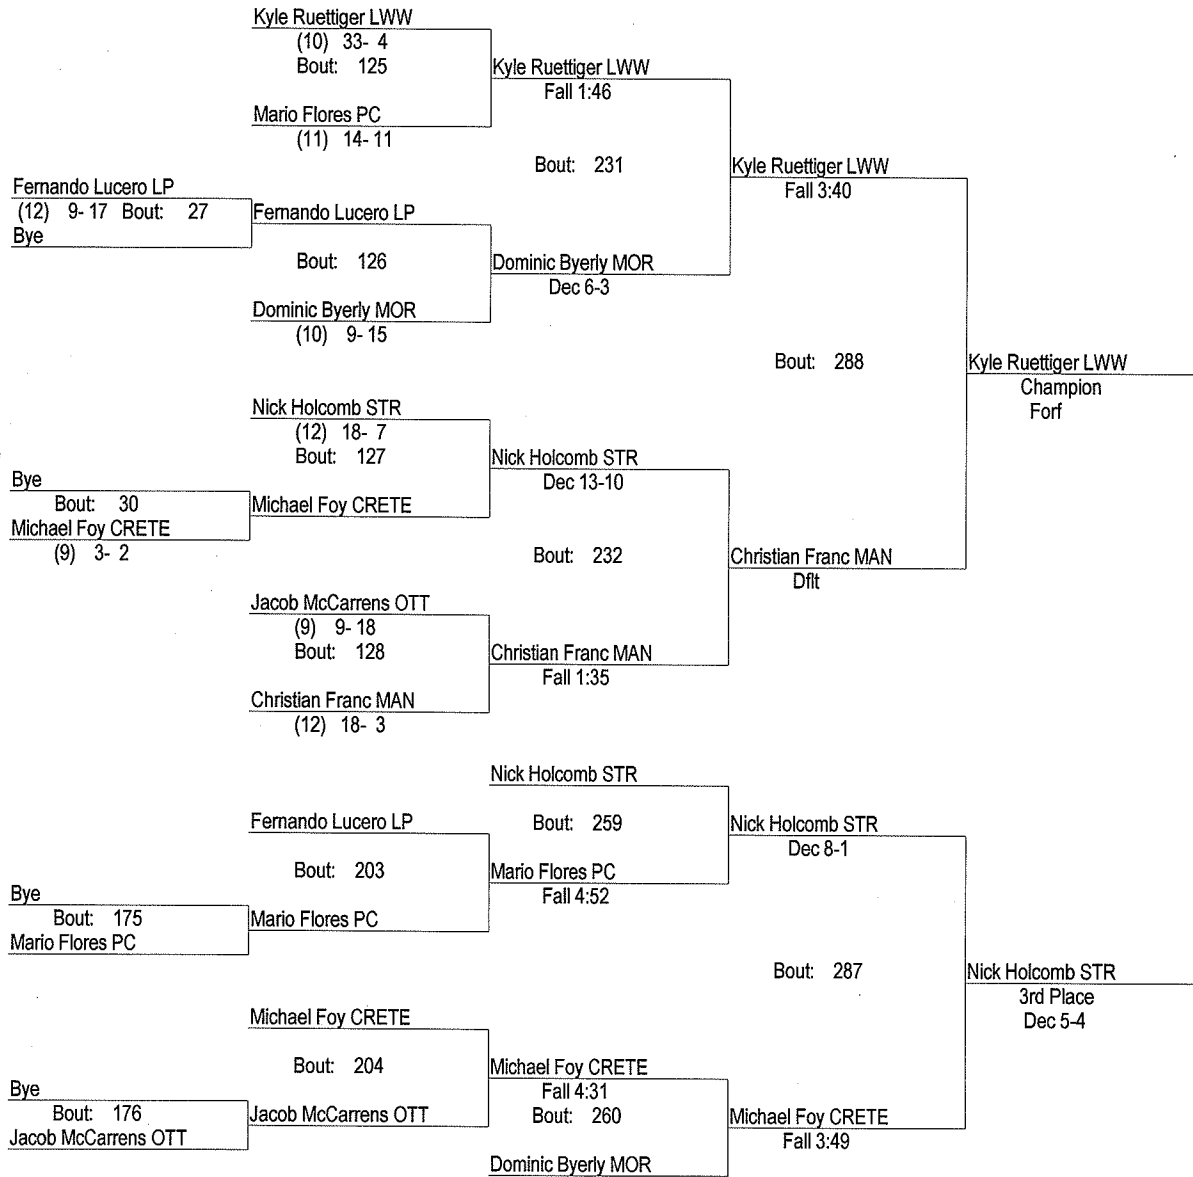 Kyle Ruettiger LWW
(10) 33- 4
Bout: 125
Kyle Ruettiger LWW
Fall 1:46
Mario Flores PC
(11) 14- 11
Bout: 231
Kyle Ruettiger LWW
Fall 3:40
Fernando Lucero LP
(12) 9- 17 Bout: 27
Bye
Fernando Lucero LP
Bout: 126
Dominic Byerly MOR
Dec 6-3
Dominic Byerly MOR
(10) 9- 15
Bout: 288
Kyle Ruettiger LWW
Champion
Forf
Nick Holcomb STR
(12) 18- 7
Bout: 127
Nick Holcomb STR
Dec 13-10
Bye
Bout: 30
Michael Foy CRETE
(9) 3- 2
Michael Foy CRETE
Bout: 232
Christian Franc MAN
Dflt
Jacob McCarrens OTT
(9) 9- 18
Bout: 128
Christian Franc MAN
Fall 1:35
Christian Franc MAN
(12) 18- 3
Nick Holcomb STR
Fernando Lucero LP
Bout: 259
Nick Holcomb STR
Dec 8-1
Bout: 203
Mario Flores PC
Fall 4:52
Bye
Bout: 175
Mario Flores PC
Mario Flores PC
Bout: 287
Nick Holcomb STR
3rd Place
Dec 5-4
Michael Foy CRETE
Bout: 204
Michael Foy CRETE
Fall 4:31
Bye
Bout: 176
Jacob McCarrens OTT
Jacob McCarrens OTT
Bout: 260
Michael Foy CRETE
Fall 3:49
Dominic Byerly MOR